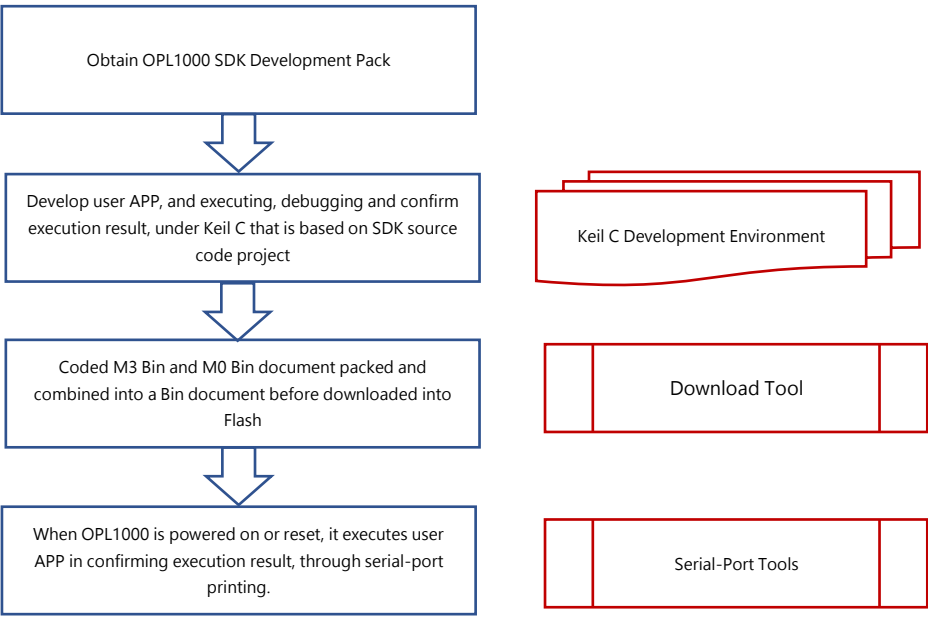 Obtain OPL1000 SDK Development Pack
Develop user APP, and executing, debugging and confirm
execution result, under Keil C that is based on SDK source
code project
Keil C Development Environment
Coded M3 Bin and M0 Bin document packed and
combined into a Bin document before downloaded into
Flash
Download Tool
When OPL1000 is powered on or reset, it executes user
APP in confirming execution result, through serial-port
printing.
Serial-Port Tools